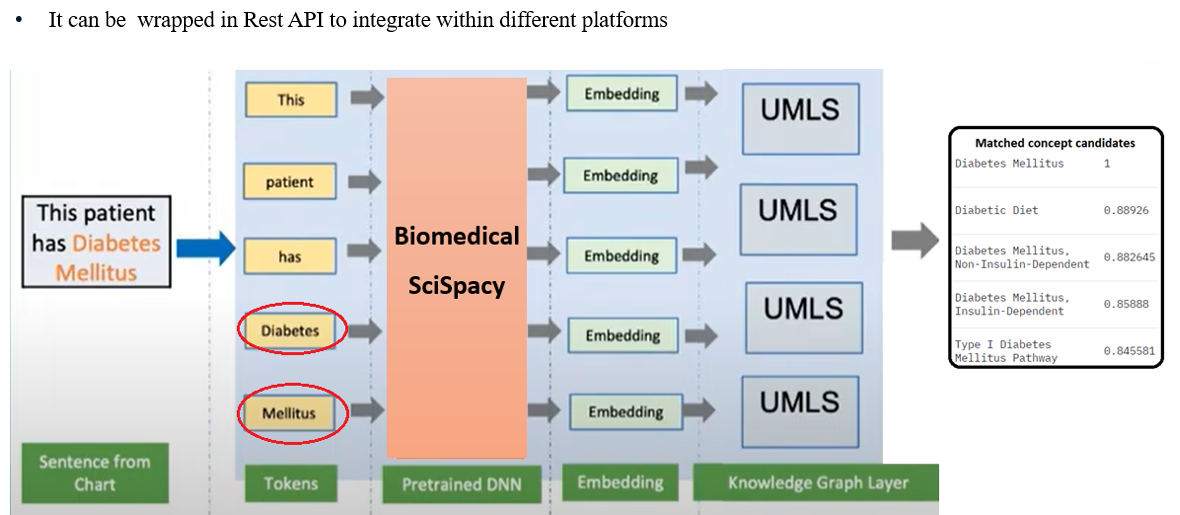 • It can be wrapped in Rest API to integrate within different platforms
This patient
has Diabetes
Mellitus
Sentence from
Chart
This
patient
has
Diabetes
Mellitus
Tokens
Biomedical
SciSpacy
Pretrained DNN
Embedding
Embedding
Embedding
Embedding
Embedding
Embedding
UMLS
UMLS
UMLS
UMLS
Knowledge Graph Layer
Matched concept candidates
Diabetes Mellitus 1
Diabetic Diet 0.88926
Diabetes Mellitus,
Non-Insulin-Dependent 0.882645
Diabetes Mellitus,
Insulin-Dependent 0.85888
Type I Diabetes
Mellitus Pathway 0.845581